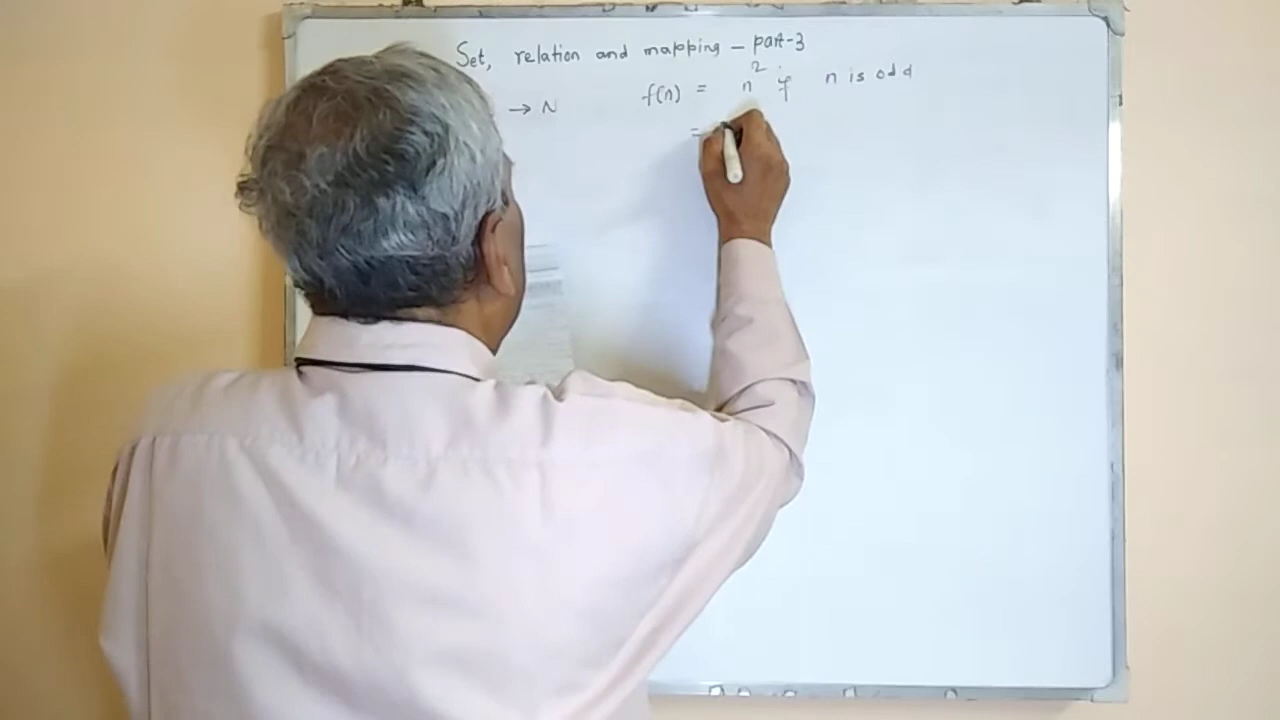 Set, relation and mapping – part-3
→ N f(n) = n² if n is odd
=